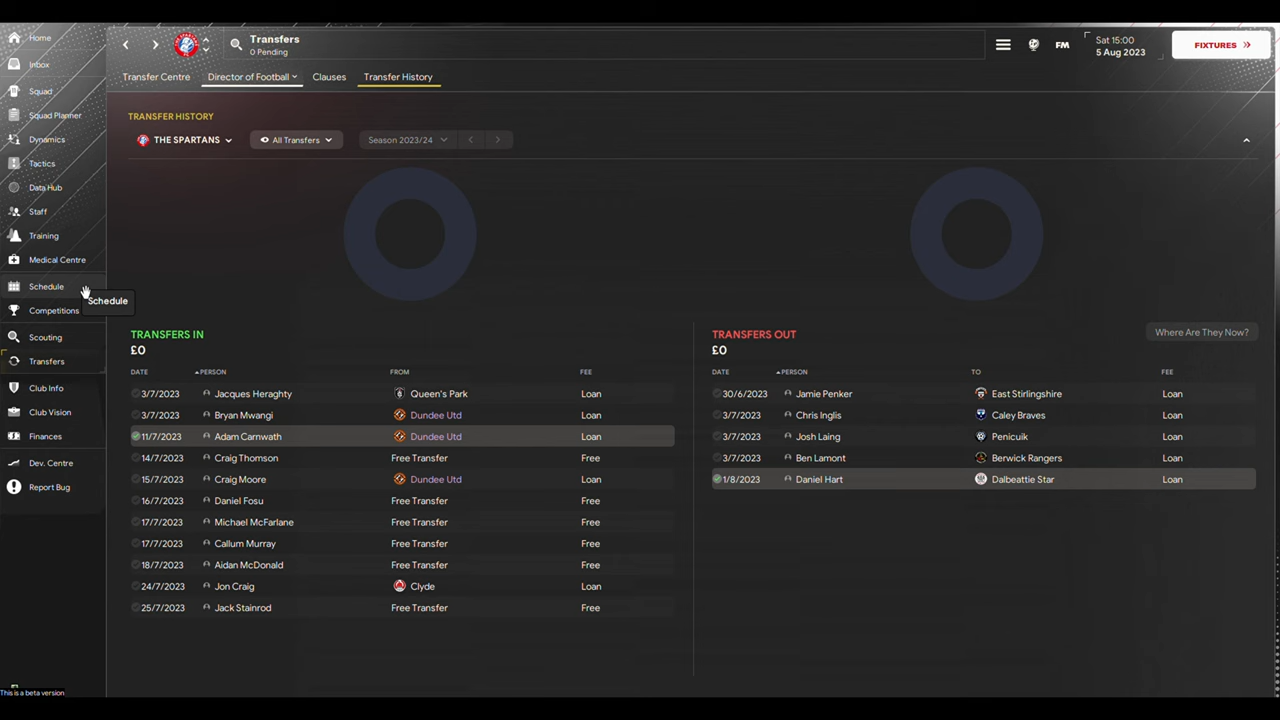 Home
Inbox
Squad
Squad Planner
Dynamics
Tactics
Data Hub
Staff
Training
Medical Centre
Schedule
Schedule
Competitions
Scouting
Transfers
Club Info
Club Vision
Finances
Dev. Centre
Report Bug
This is a beta version
Transfers
0 Pending
FM
Sat 15:00
5 Aug 2023
FIXTURES
Transfer Centre Director of Football Clauses Transfer History
TRANSFER HISTORY
THE SPARTANS All Transfers Season 2023/24
TRANSFERS IN
£0
DATE PERSON FROM FEE
3/7/2023 Jacques Heraghty Queen's Park Loan
3/7/2023 Bryan Mwangi Dundee Utd Loan
11/7/2023 Adam Carnwath Dundee Utd Loan
14/7/2023 Craig Thomson Free Transfer Free
15/7/2023 Craig Moore Dundee Utd Loan
16/7/2023 Daniel Fosu Free Transfer Free
17/7/2023 Michael McFarlane Free Transfer Free
17/7/2023 Callum Murray Free Transfer Free
18/7/2023 Aidan McDonald Free Transfer Free
24/7/2023 Jon Craig Clyde Loan
25/7/2023 Jack Stainrod Free Transfer Free
TRANSFERS OUT
£0
Where Are They Now?
DATE PERSON TO FEE
30/6/2023 Jamie Penker East Stirlingshire Loan
3/7/2023 Chris Inglis Caley Braves Loan
3/7/2023 Josh Laing Penicuik Loan
3/7/2023 Ben Lamont Berwick Rangers Loan
1/8/2023 Daniel Hart Dalbeattie Star Loan